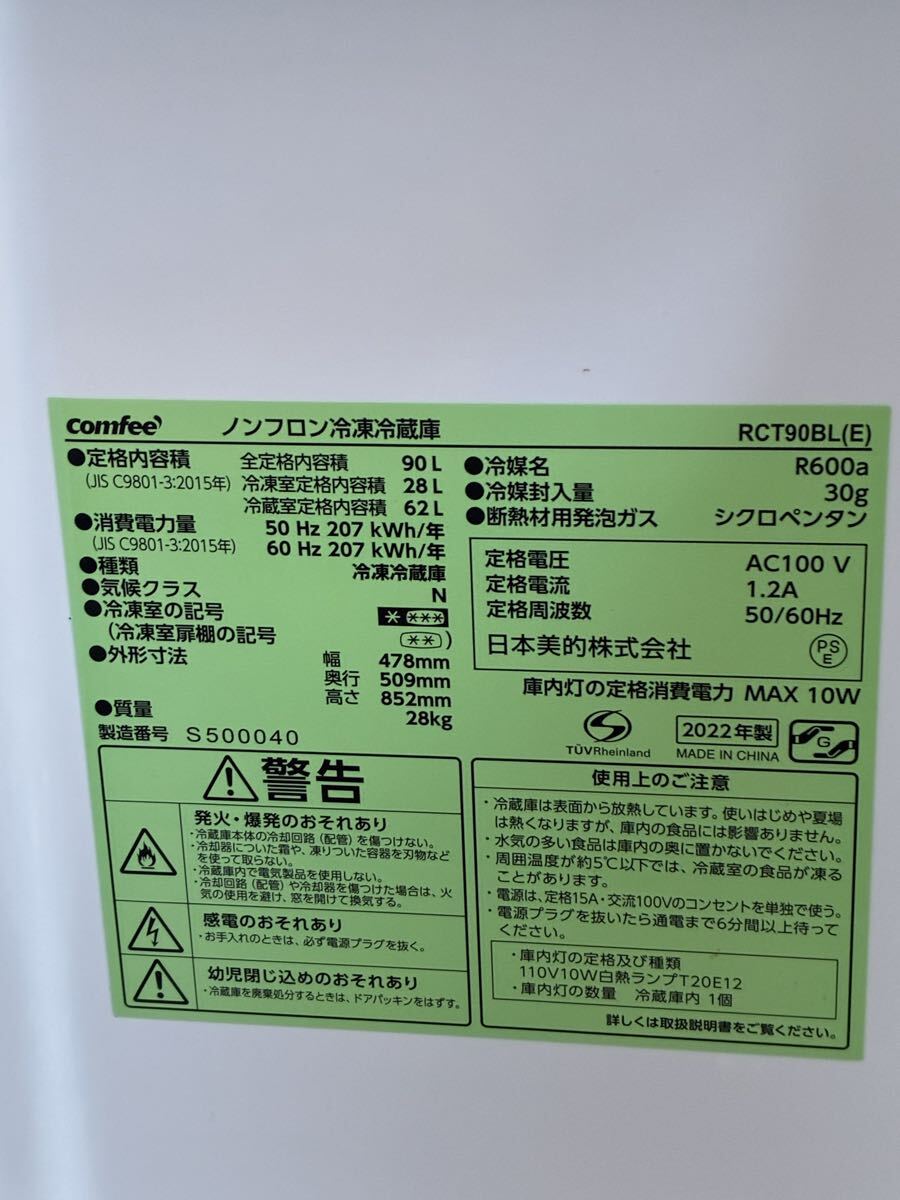 comfee' ノンフロン冷凍冷蔵庫 RCT90BL(E)
●定格内容積 全定格内容積 90 L
(JIS C9801-3:2015年) 冷凍室定格内容積 28 L
冷蔵室定格内容積 62 L
●消費電力量 50 Hz 207 kWh/年
(JIS C9801-3:2015年) 60 Hz 207 kWh/年
●種類 冷凍冷蔵庫
●気候クラス N
●冷凍室の記号 * ***
(冷凍室扉棚の記号 ** )
●外形寸法 幅 478mm
奥行 509mm
高さ 852mm
●質量 28kg
製造番号 S500040
●冷媒名 R600a
●冷媒封入量 30g
●断熱材用発泡ガス シクロペンタン
定格電圧 AC100 V
定格電流 1.2A
定格周波数 50/60Hz
日本美的株式会社 PS E
庫内灯の定格消費電力 MAX 10W
TÜVRheinland
2022年製
MADE IN CHINA
G
警告
発火・爆発のおそれあり
・冷蔵庫本体の冷却回路(配管)を傷つけない。
・冷却器についた霜や、凍りついた容器を刃物など
を使って取らない。
・冷蔵庫内で電気製品を使用しない。
・冷却回路(配管)や冷却器を傷つけた場合は、火
気の使用を避け、窓を開けて換気する。
感電のおそれあり
・お手入れのときは、必ず電源プラグを抜く。
幼児閉じ込めのおそれあり
・冷蔵庫を廃棄処分するときは、ドアパッキンをはずす。
使用上のご注意
・冷蔵庫は表面から放熱しています。使いはじめや夏場
は熱くなりますが、庫内の食品には影響ありません。
・水気の多い食品は庫内の奥に置かないでください。
・周囲温度が約5℃以下では、冷蔵室の食品が凍る
ことがあります。
・電源は、定格15A・交流100Vのコンセントを単独で使う。
・電源プラグを抜いたら通電まで6分間以上待って
ください。
・庫内灯の定格及び種類
110V10W白熱ランプT20E12
・庫内灯の数量 冷蔵庫内 1個
詳しくは取扱説明書をご覧ください。